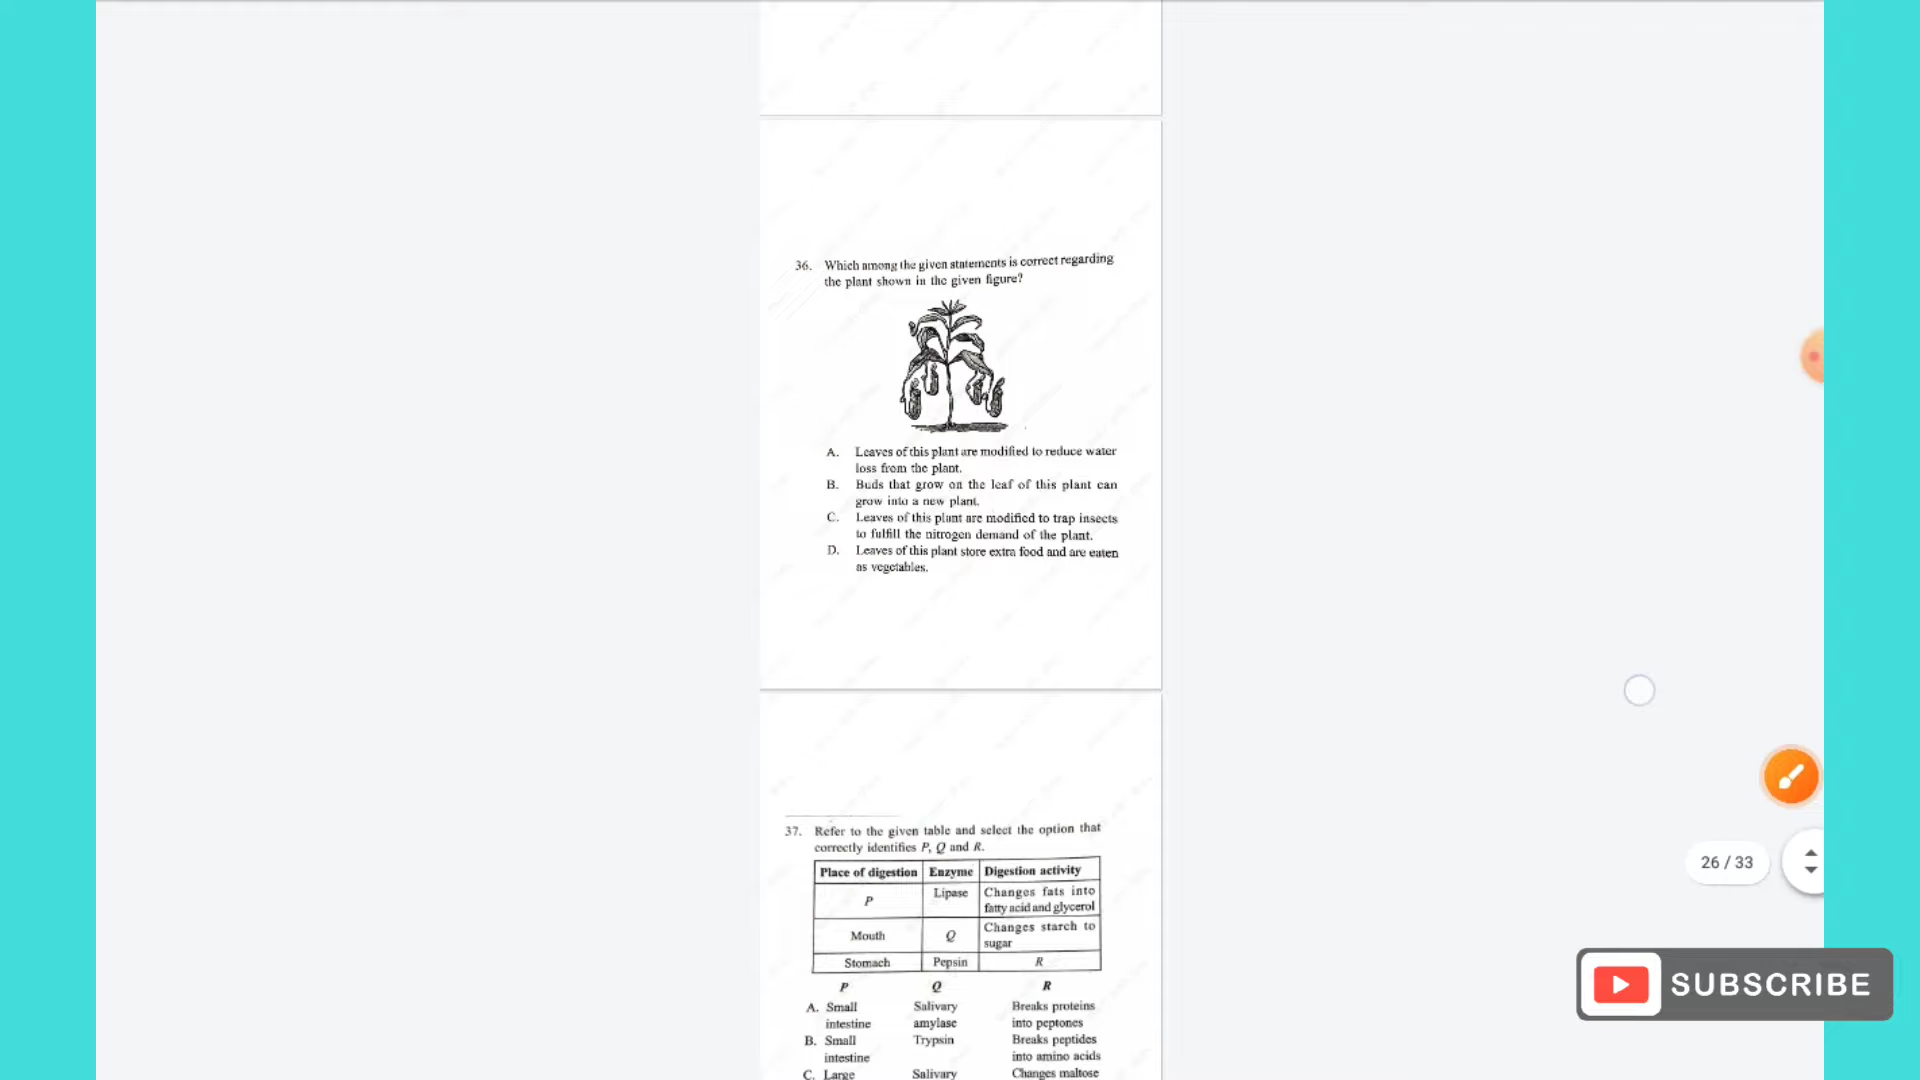 36. Which among the given statements is correct regarding
the plant shown in the given figure?
A. Leaves of this plant are modified to reduce water
loss from the plant.
B. Buds that grow on the leaf of this plant can
grow into a new plant.
C. Leaves of this plant are modified to trap insects
to fulfill the nitrogen demand of the plant.
D. Leaves of this plant store extra food and are eaten
as vegetables.
37. Refer to the given table and select the option that
correctly identifies P, Q and R.
Place of digestion Enzyme Digestion activity
P Lipase Changes fats into
fatty acid and glycerol
Mouth Q Changes starch to
sugar
Stomach Pepsin R
P Q R
A. Small Salivary Breaks proteins
intestine amylase into peptones
B. Small Trypsin Breaks peptides
intestine into amino acids
C. Large Salivary Changes maltose
26 / 33
SUBSCRIBE